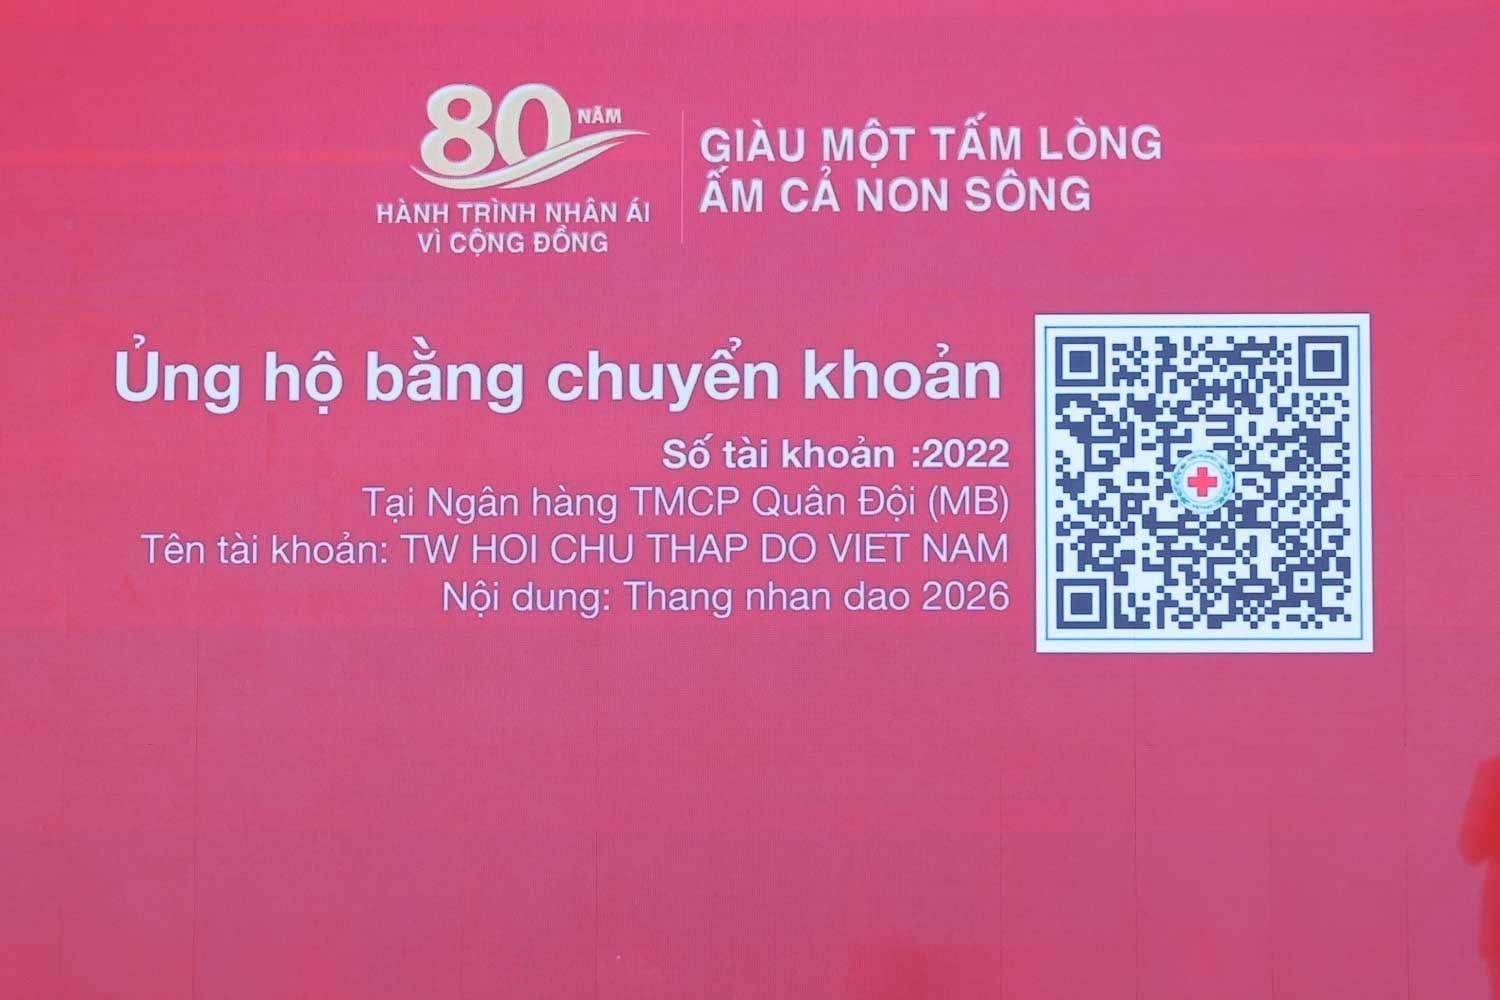 80 NĂM
HÀNH TRÌNH NHÂN ÁI
VÌ CỘNG ĐỒNG
GIÀU MỘT TẤM LÒNG
ẤM CẢ NON SÔNG
Ủng hộ bằng chuyển khoản
Số tài khoản :2022
Tại Ngân hàng TMCP Quân Đội (MB)
Tên tài khoản: TW HOI CHU THAP DO VIET NAM
Nội dung: Thang nhan dao 2026